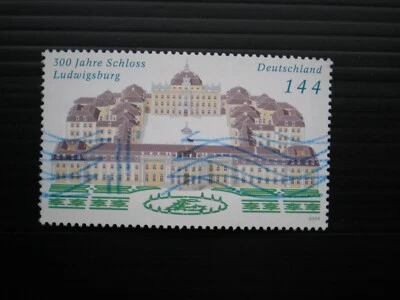 300 Jahre Schloss
Ludwigsburg
Deutschland
144
2004